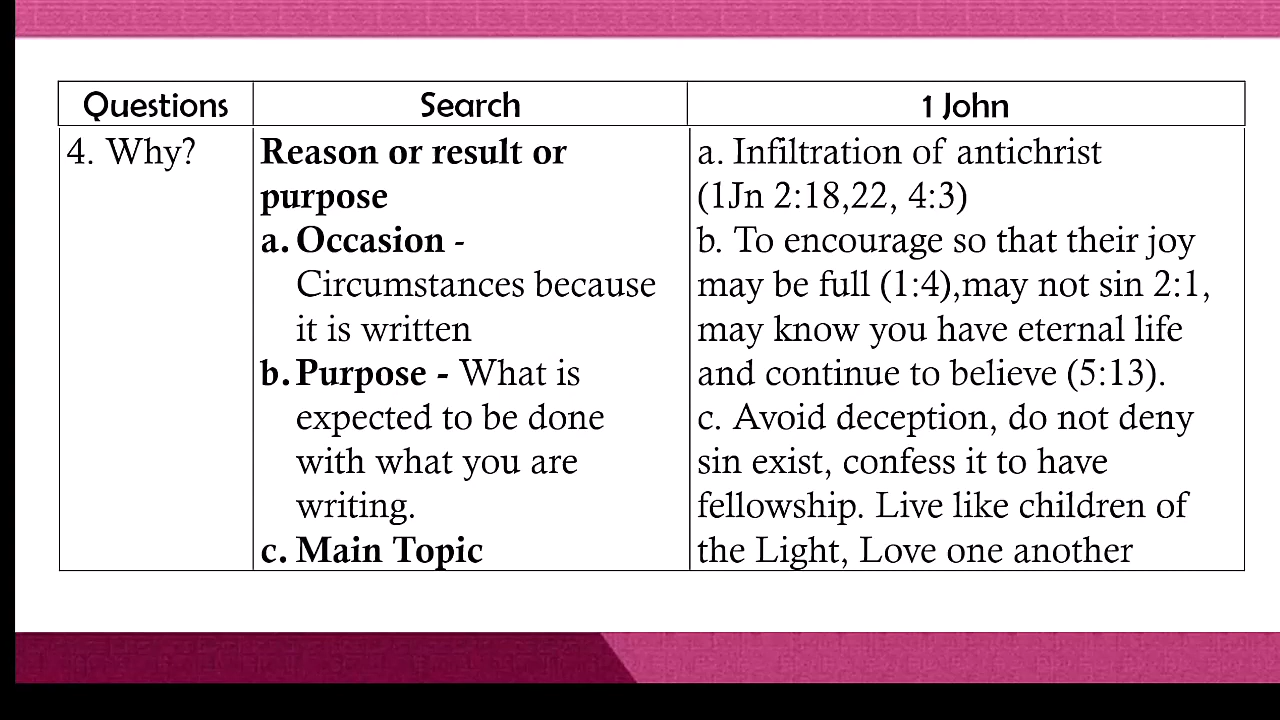 Questions
Search
1 John
4. Why?
Reason or result or
purpose
a. Occasion -
Circumstances because
it is written
b. Purpose - What is
expected to be done
with what you are
writing.
c. Main Topic
a. Infiltration of antichrist
(1Jn 2:18,22, 4:3)
b. To encourage so that their joy
may be full (1:4),may not sin 2:1,
may know you have eternal life
and continue to believe (5:13).
c. Avoid deception, do not deny
sin exist, confess it to have
fellowship. Live like children of
the Light, Love one another